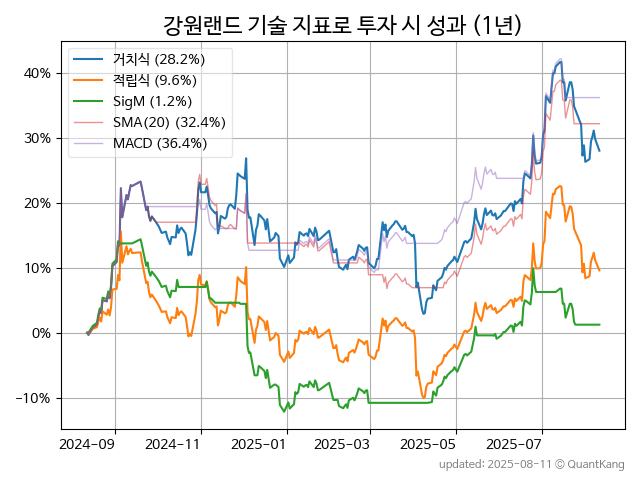 강원랜드 기술 지표로 투자 시 성과 (1년)
거치식 (28.2%)
적립식 (9.6%)
SigM (1.2%)
SMA(20) (32.4%)
MACD (36.4%)
40%
30%
20%
10%
0%
−10%
2024-09 2024-11 2025-01 2025-03 2025-05 2025-07
updated: 2025-08-11 © QuantKang